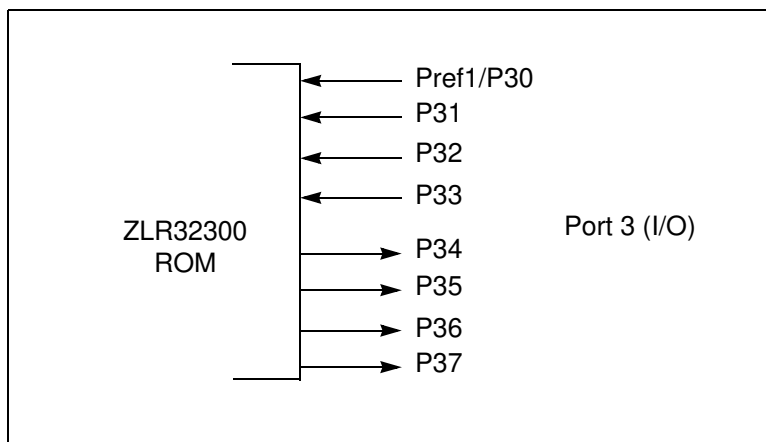 Pref1/P30
P31
P32
P33
ZLR32300
ROM
Port 3 (I/O)
P34
P35
P36
P37